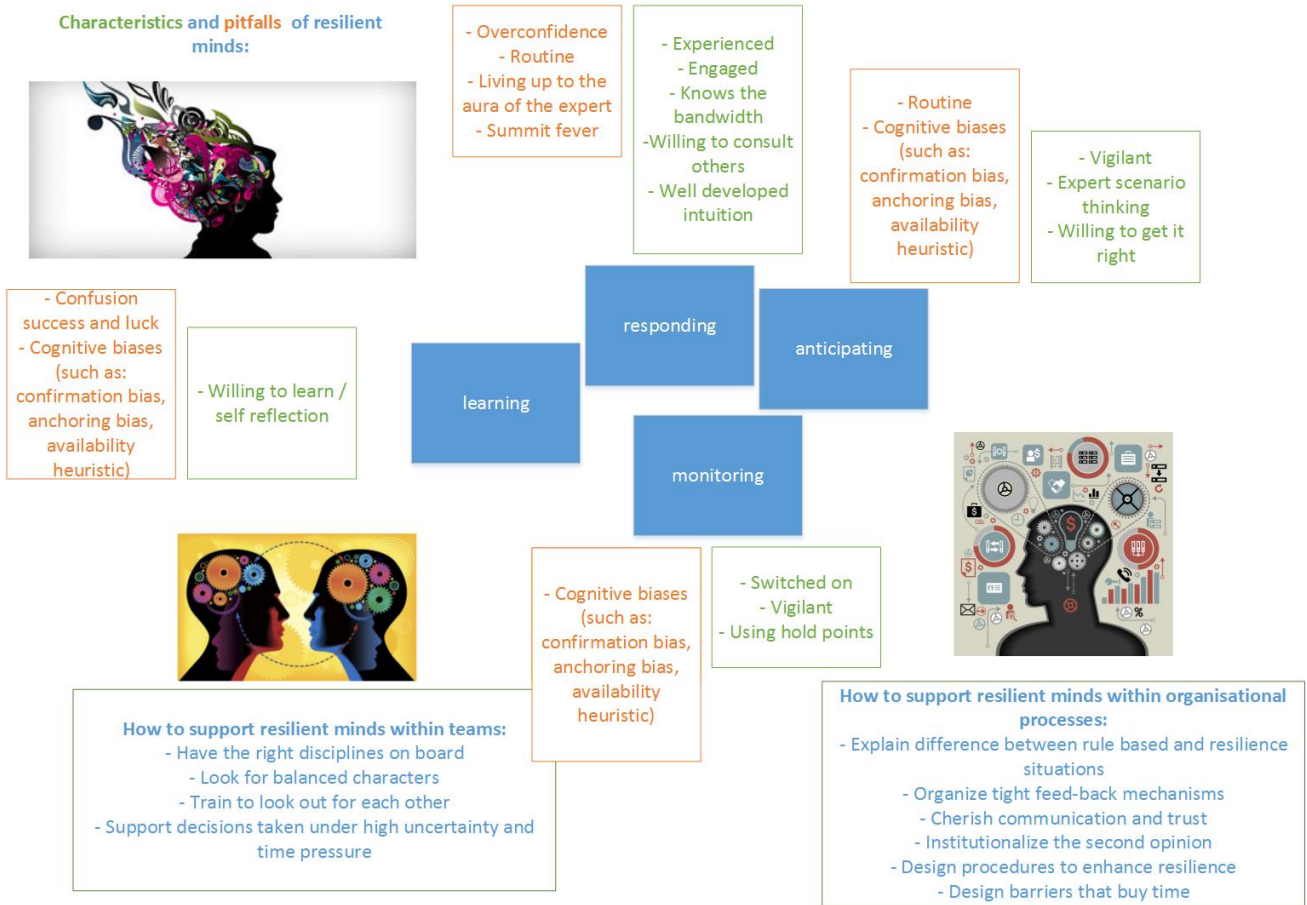 Characteristics and pitfalls of resilient
minds:
- Overconfidence
- Routine
- Living up to the
aura of the expert
- Summit fever
- Experienced
- Engaged
- Knows the
bandwidth
-Willing to consult
others
- Well developed
intuition
- Routine
- Cognitive biases
(such as:
confirmation bias,
anchoring bias,
availability
heuristic)
- Vigilant
- Expert scenario
thinking
- Willing to get it
right
- Confusion
success and luck
- Cognitive biases
(such as:
confirmation bias,
anchoring bias,
availability
heuristic)
- Willing to learn /
self reflection
learning
responding
anticipating
monitoring
- Cognitive biases
(such as:
confirmation bias,
anchoring bias,
availability
heuristic)
- Switched on
- Vigilant
- Using hold points
How to support resilient minds within teams:
- Have the right disciplines on board
- Look for balanced characters
- Train to look out for each other
- Support decisions taken under high uncertainty and
time pressure
How to support resilient minds within organisational
processes:
- Explain difference between rule based and resilience
situations
- Organize tight feed-back mechanisms
- Cherish communication and trust
- Institutionalize the second opinion
- Design procedures to enhance resilience
- Design barriers that buy time